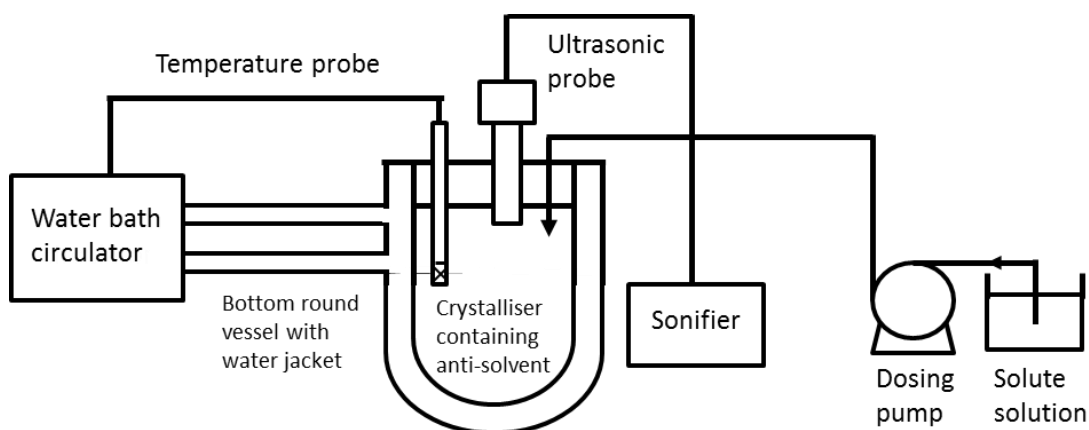 Temperature probe
Ultrasonic
probe
Water bath
circulator
Bottom round
vessel with
water jacket
Crystalliser
containing
anti-solvent
Sonifier
Dosing
pump
Solute
solution